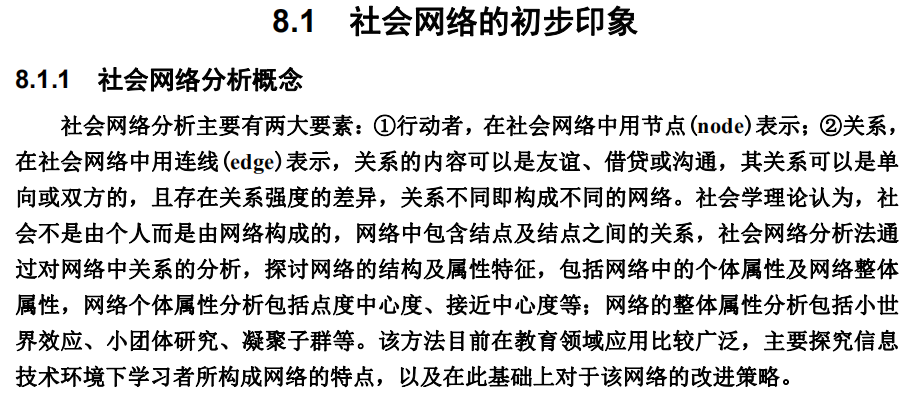 8.1 社会网络的初步印象
8.1.1 社会网络分析概念
社会网络分析主要有两大要素：①行动者，在社会网络中用节点(node)表示；②关系，
在社会网络中用连线(edge)表示，关系的内容可以是友谊、借贷或沟通，其关系可以是单
向或双方的，且存在关系强度的差异，关系不同即构成不同的网络。社会学理论认为，社
会不是由个人而是由网络构成的，网络中包含结点及结点之间的关系，社会网络分析法通
过对网络中关系的分析，探讨网络的结构及属性特征，包括网络中的个体属性及网络整体
属性，网络个体属性分析包括点度中心度、接近中心度等；网络的整体属性分析包括小世
界效应、小团体研究、凝聚子群等。该方法目前在教育领域应用比较广泛，主要探究信息
技术环境下学习者所构成网络的特点，以及在此基础上对于该网络的改进策略。